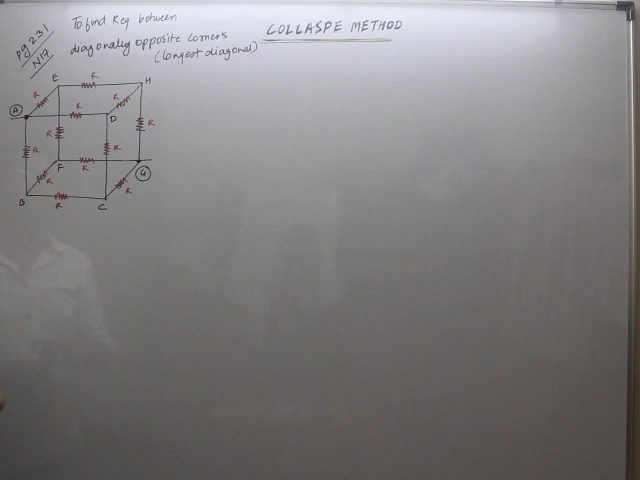 pg 231
N17
To find Req between
diagonally opposite corners
(longest diagonal)
COLLASPE METHOD
E
R
H
R
R
A
R
D
R
R
R
R
F
R
G
R
R
B
R
C